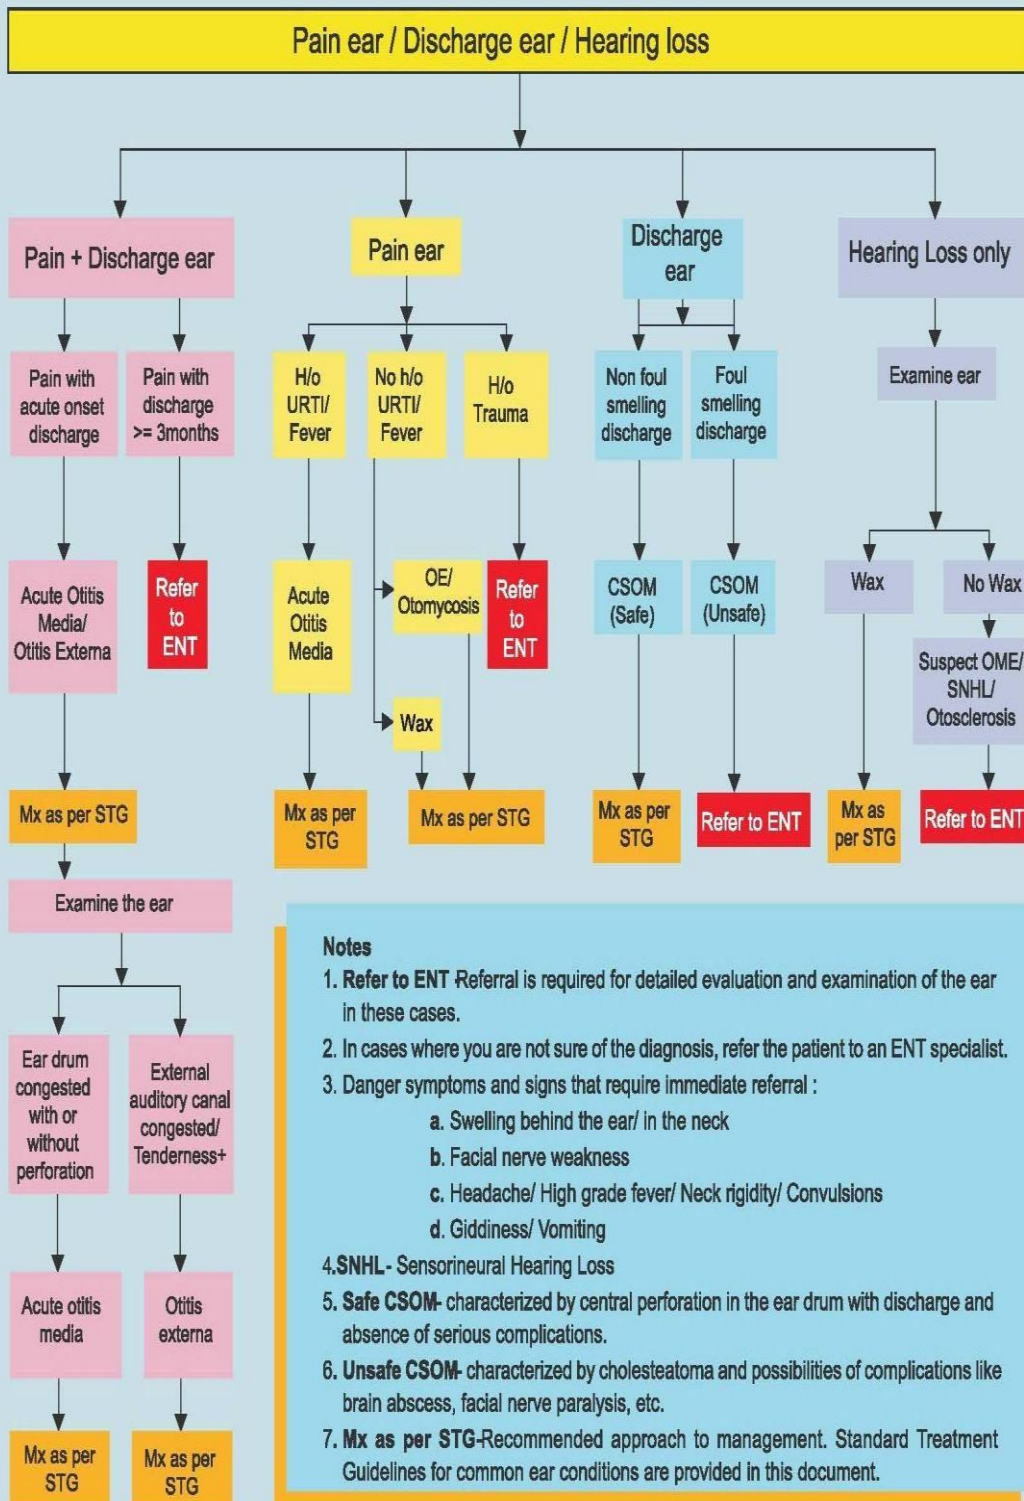 Pain ear / Discharge ear / Hearing loss
Pain + Discharge ear
Pain ear
Discharge
ear
Hearing Loss only
Pain with
acute onset
discharge
Pain with
discharge
>= 3months
H/o
URTI/
Fever
No h/o
URTI/
Fever
H/o
Trauma
Non foul
smelling
discharge
Foul
smelling
discharge
Examine ear
Acute Otitis
Media/
Otitis Externa
Refer
to
ENT
Acute
Otitis
Media
OE/
Otomycosis
Wax
Refer
to
ENT
CSOM
(Safe)
CSOM
(Unsafe)
Wax
No Wax
Suspect OME/
SNHL/
Otosclerosis
Mx as per STG
Mx as per
STG
Mx as per STG
Mx as per
STG
Refer to ENT
Mx as
per STG
Refer to ENT
Examine the ear
Ear drum
congested
with or
without
perforation
External
auditory canal
congested/
Tenderness+
Acute otitis
media
Otitis
externa
Mx as per
STG
Mx as per
STG
Notes
1. Refer to ENT -Referral is required for detailed evaluation and examination of the ear
in these cases.
2. In cases where you are not sure of the diagnosis, refer the patient to an ENT specialist.
3. Danger symptoms and signs that require immediate referral :
a. Swelling behind the ear/ in the neck
b. Facial nerve weakness
c. Headache/ High grade fever/ Neck rigidity/ Convulsions
d. Giddiness/ Vomiting
4.SNHL- Sensorineural Hearing Loss
5. Safe CSOM- characterized by central perforation in the ear drum with discharge and
absence of serious complications.
6. Unsafe CSOM- characterized by cholesteatoma and possibilities of complications like
brain abscess, facial nerve paralysis, etc.
7. Mx as per STG-Recommended approach to management. Standard Treatment
Guidelines for common ear conditions are provided in this document.